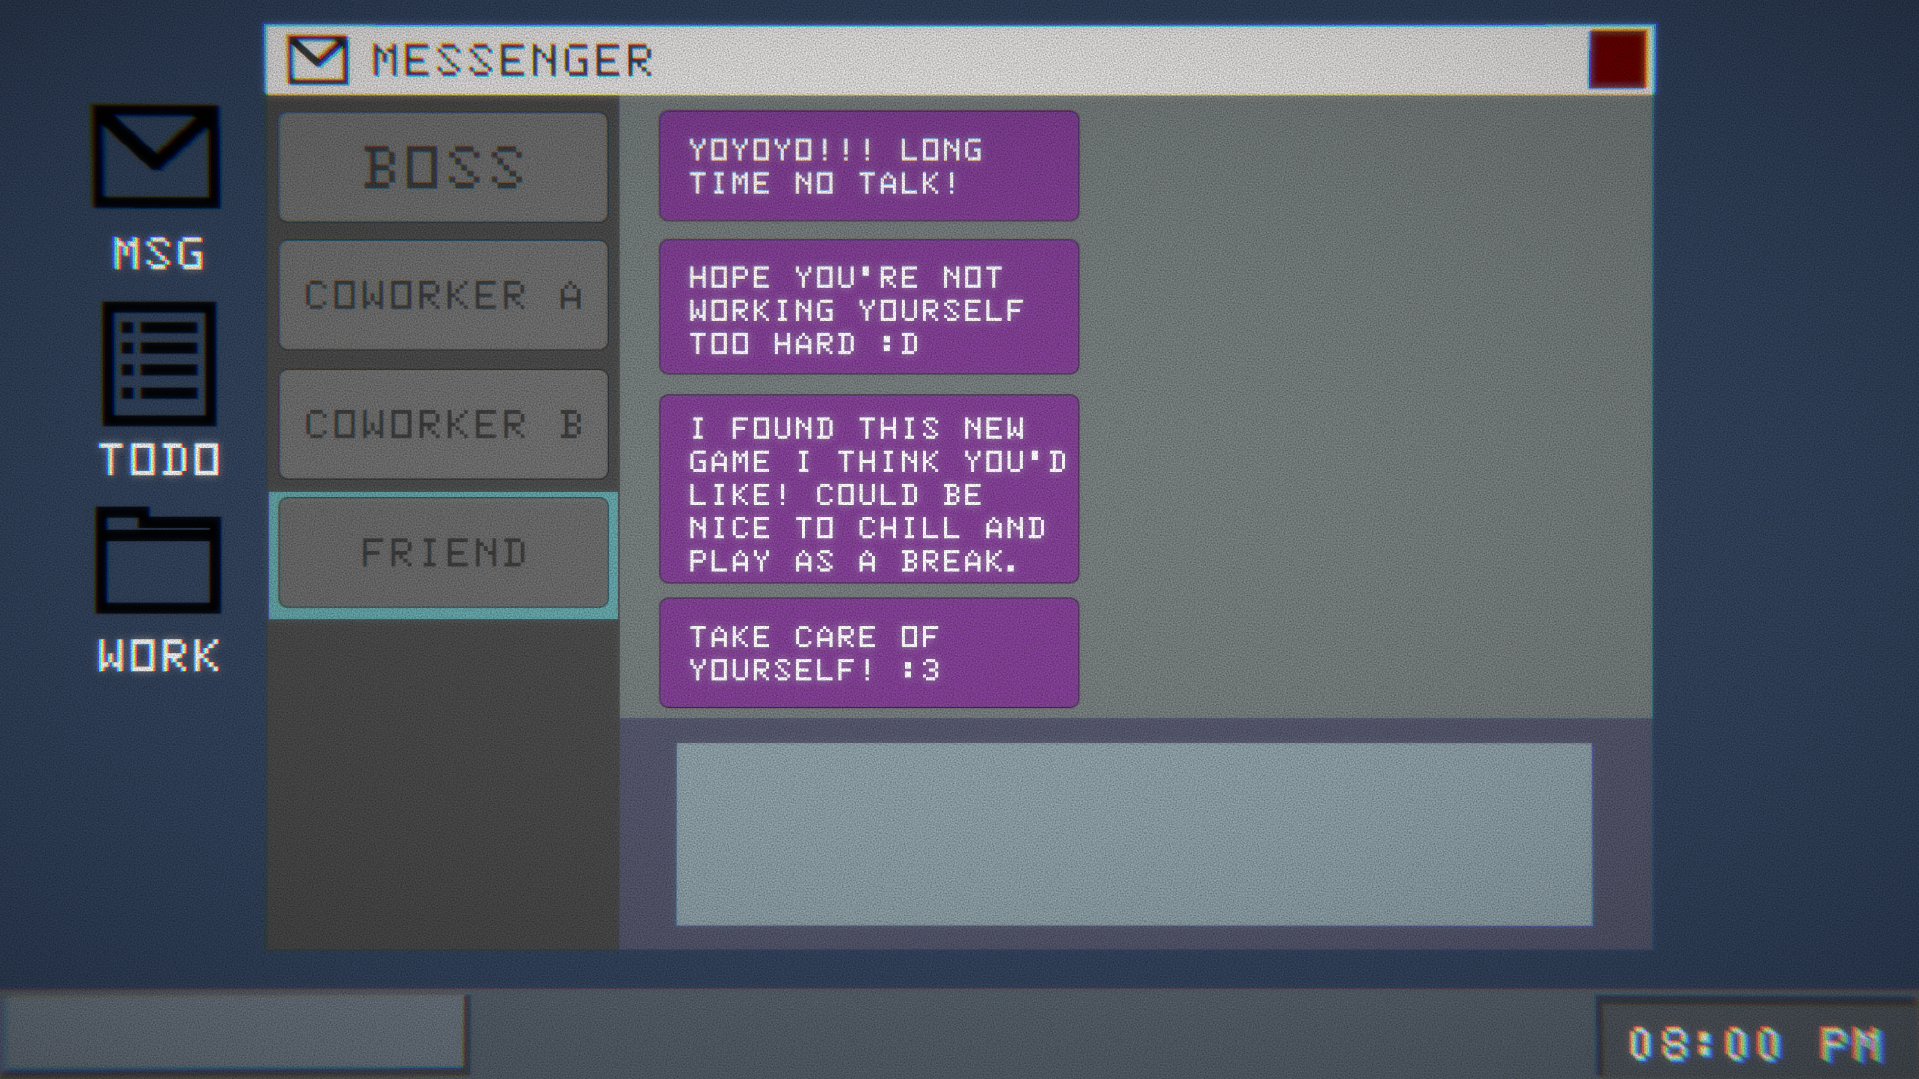 MESSENGER
MSG
TODO
WORK
BOSS
COWORKER A
COWORKER B
FRIEND
YOYOYO!!! LONG
TIME NO TALK!
HOPE YOU'RE NOT
WORKING YOURSELF
TOO HARD :D
I FOUND THIS NEW
GAME I THINK YOU'D
LIKE! COULD BE
NICE TO CHILL AND
PLAY AS A BREAK.
TAKE CARE OF
YOURSELF! :3
08:00 PM